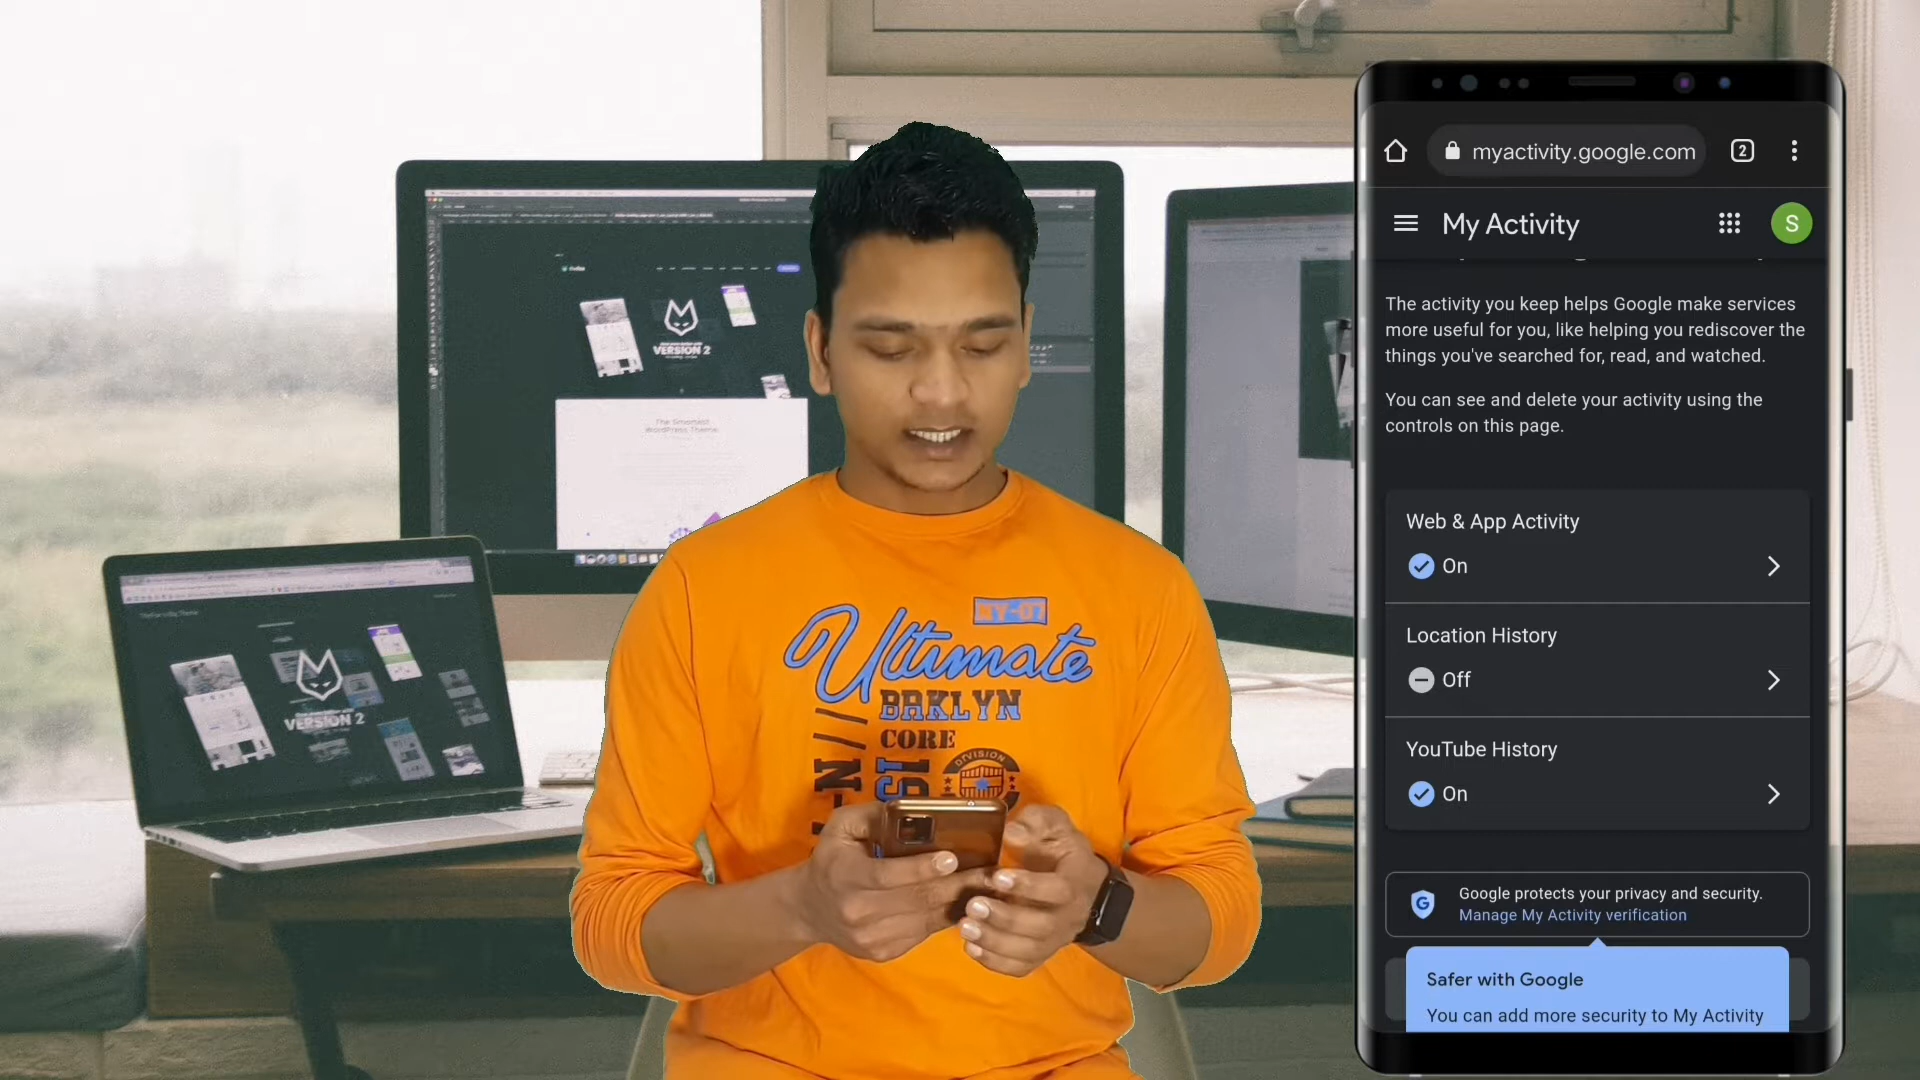 myactivity.google.com
2
My Activity
S
The activity you keep helps Google make services
more useful for you, like helping you rediscover the
things you've searched for, read, and watched.
You can see and delete your activity using the
controls on this page.
Web & App Activity
On
Location History
Off
YouTube History
On
G
Google protects your privacy and security.
Manage My Activity verification
Safer with Google
You can add more security to My Activity
VERSION 2
The Smartest
WordPress Theme
VERSION 2
NY-07
Ultimate
BRKLYN
CORE
DIVISION